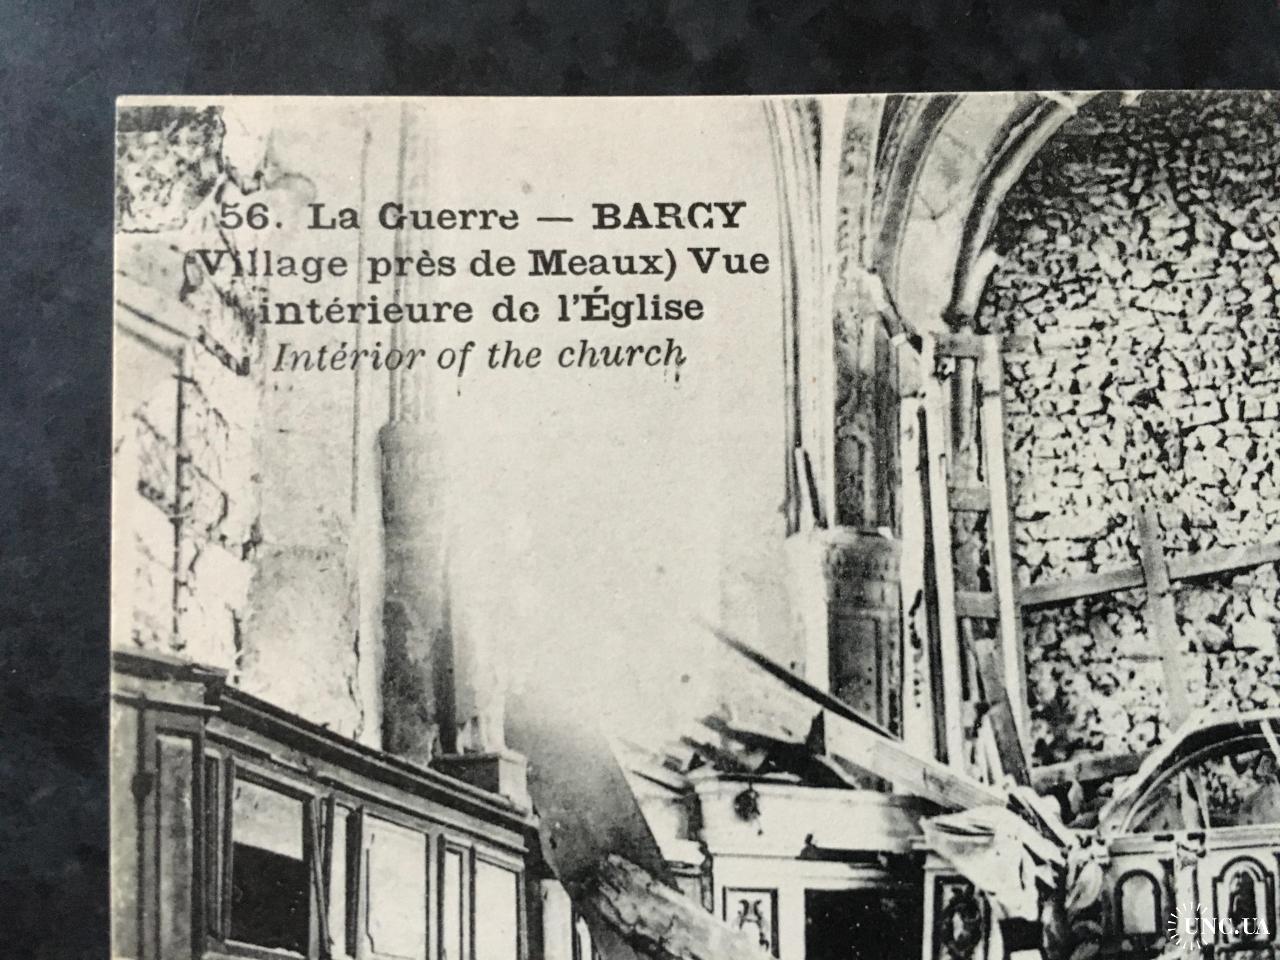 56. La Guerre — BARCY
(Village près de Meaux) Vue
intérieure de l'Église
Intérior of the church
UNC.UA